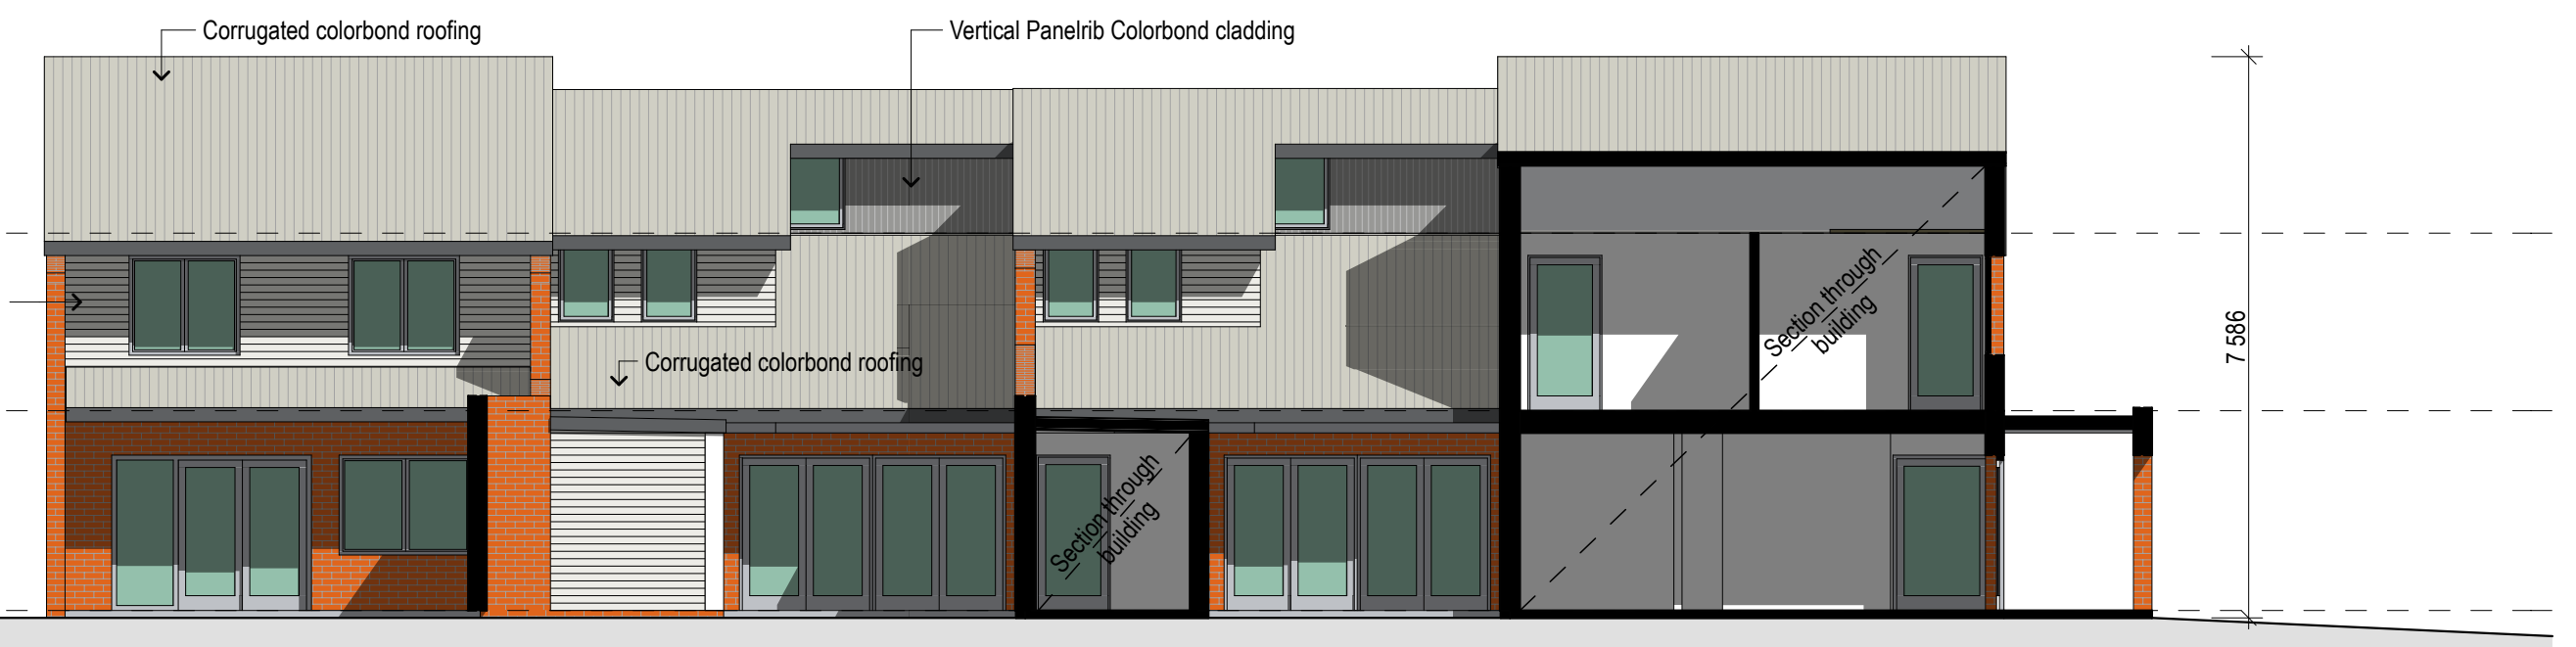 Corrugated colorbond roofing
Vertical Panelrib Colorbond cladding
Corrugated colorbond roofing
Section through
building
Section through
building
7 586